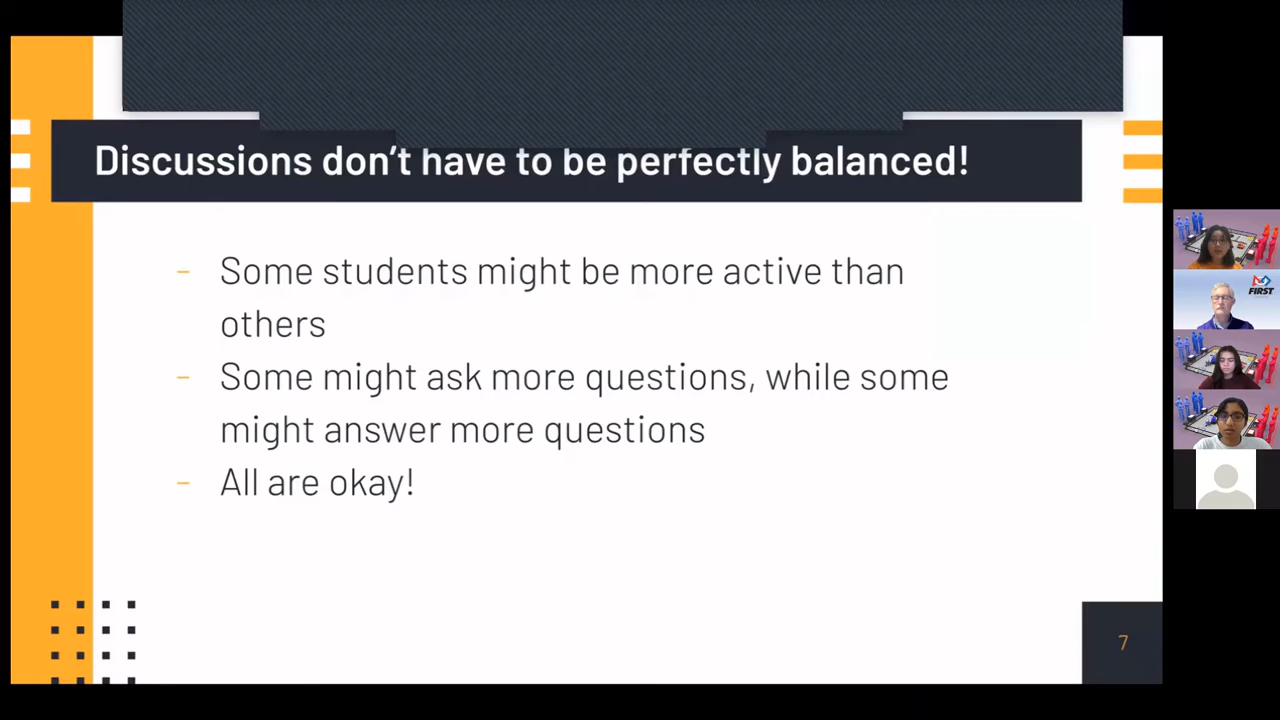 Discussions don't have to be perfectly balanced!
- Some students might be more active than
others
- Some might ask more questions, while some
might answer more questions
- All are okay!
7
FIRST